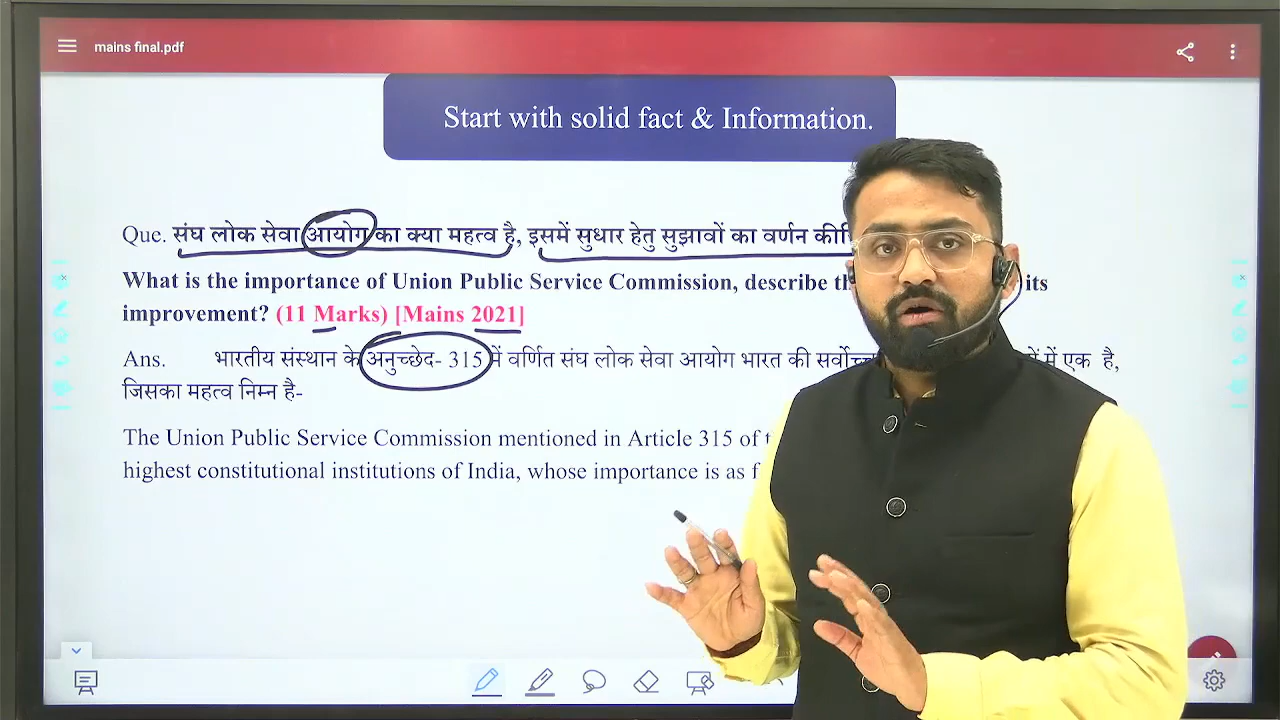 mains final.pdf
Start with solid fact & Information.
Que. संघ लोक सेवा आयोग का क्या महत्व है, इसमें सुधार हेतु सुझावों का वर्णन
What is the importance of Union Public Service Commission, describe its
improvement? (11 Marks) [Mains 2021]
Ans. भारतीय संस्थान के अनुच्छेद- 315 में वर्णित संघ लोक सेवा आयोग भारत की में एक है,
जिसका महत्व निम्न है-
The Union Public Service Commission mentioned in Article 315 of
highest constitutional institutions of India, whose importance is as